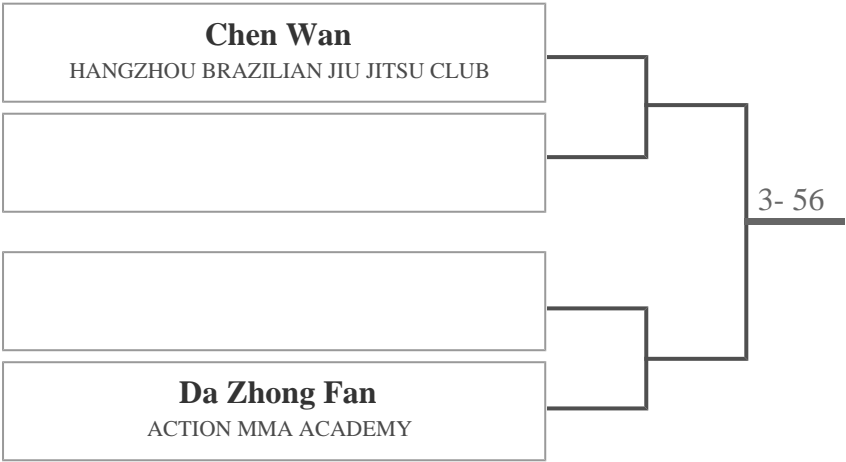 Chen Wan
HANGZHOU BRAZILIAN JIU JITSU CLUB
3- 56
Da Zhong Fan
ACTION MMA ACADEMY